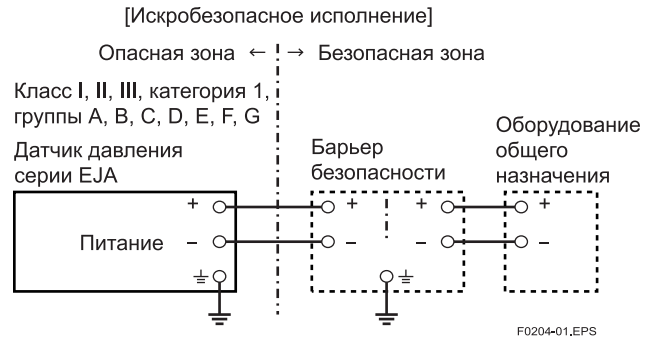 [Искробезопасное исполнение]
Опасная зона ← → Безопасная зона
Класс I, II, III, категория 1,
группы A, B, C, D, E, F, G
Датчик давления
серии EJA
Барьер
безопасности
Оборудование
общего
назначения
+ + + +
Питание – – – –
F0204-01.EPS